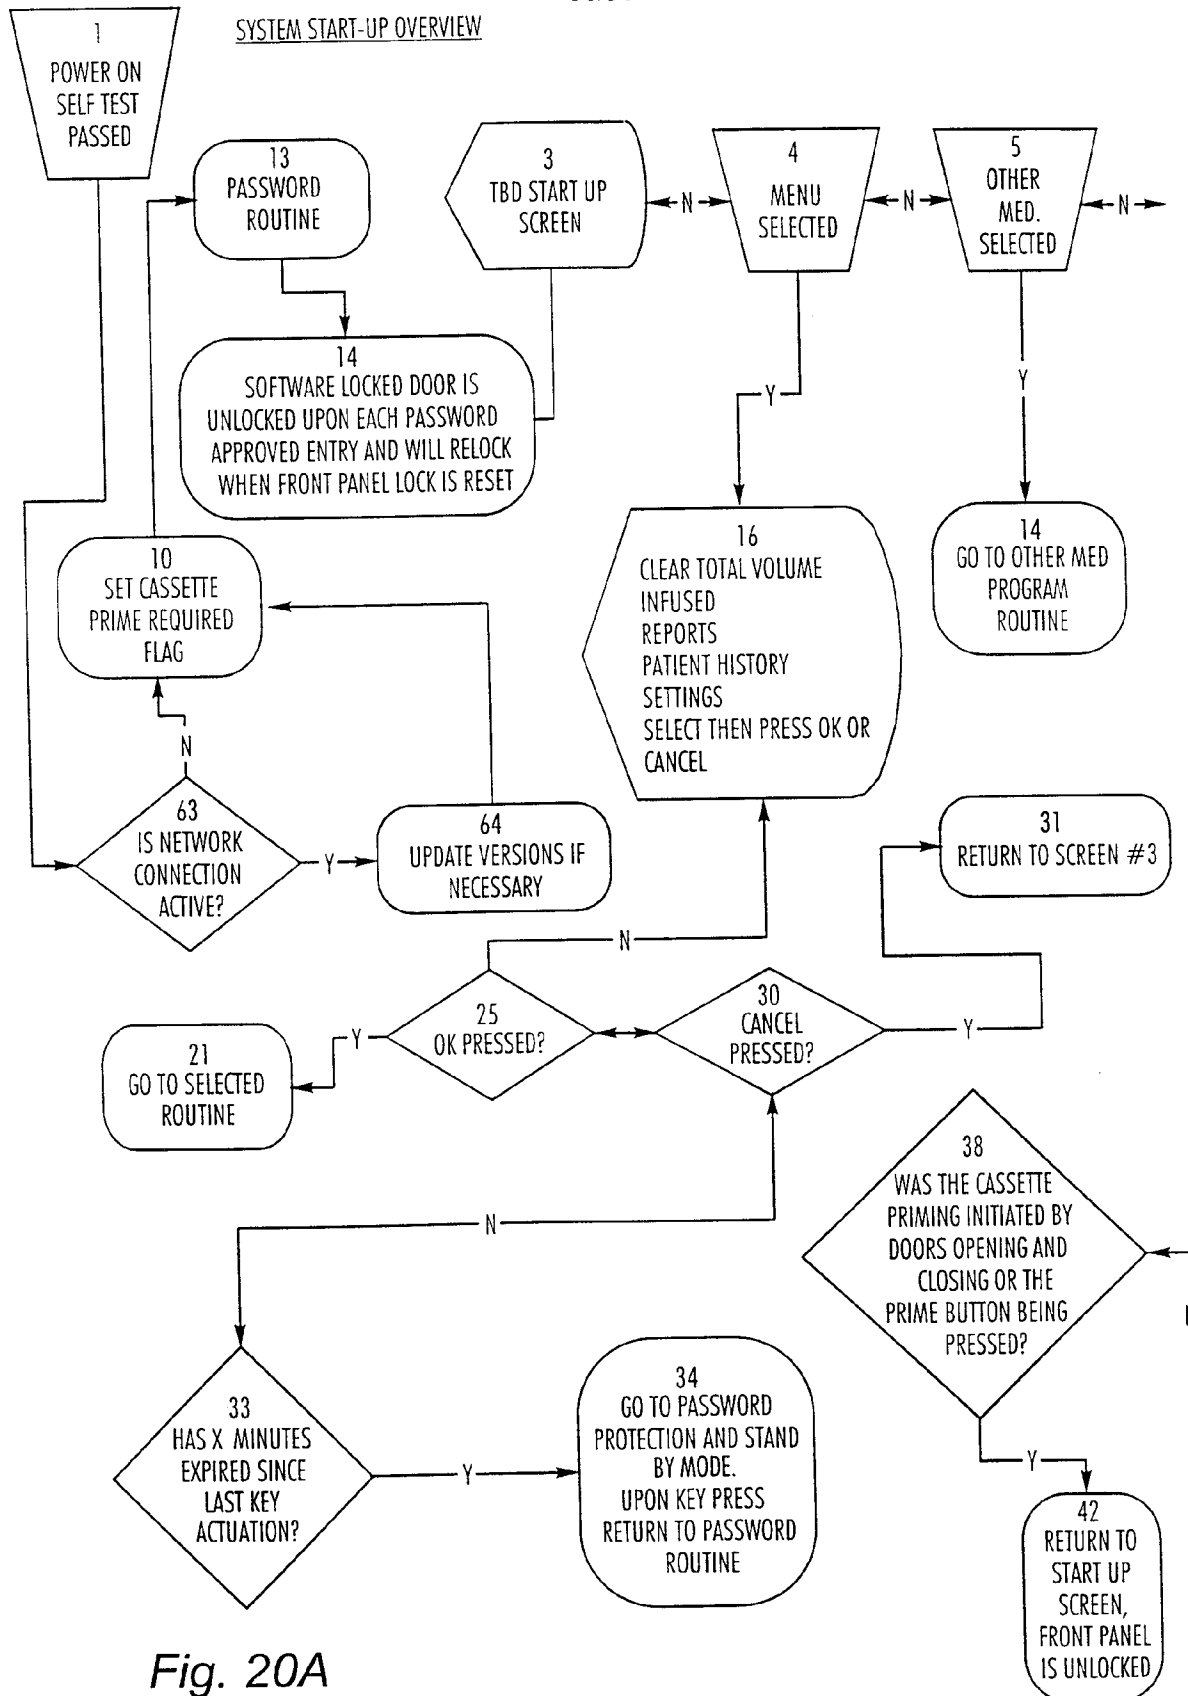 SYSTEM START-UP OVERVIEW
1
POWER ON
SELF TEST
PASSED
13
PASSWORD
ROUTINE
3
TBD START UP
SCREEN
N
4
MENU
SELECTED
N
5
OTHER
MED.
SELECTED
N
14
SOFTWARE LOCKED DOOR IS
UNLOCKED UPON EACH PASSWORD
APPROVED ENTRY AND WILL RELOCK
WHEN FRONT PANEL LOCK IS RESET
Y
Y
10
SET CASSETTE
PRIME REQUIRED
FLAG
16
CLEAR TOTAL VOLUME
INFUSED
REPORTS
PATIENT HISTORY
SETTINGS
SELECT THEN PRESS OK OR
CANCEL
14
GO TO OTHER MED
PROGRAM
ROUTINE
N
63
IS NETWORK
CONNECTION
ACTIVE?
Y
64
UPDATE VERSIONS IF
NECESSARY
31
RETURN TO SCREEN #3
N
25
OK PRESSED?
30
CANCEL
PRESSED?
Y
Y
21
GO TO SELECTED
ROUTINE
N
38
WAS THE CASSETTE
PRIMING INITIATED BY
DOORS OPENING AND
CLOSING OR THE
PRIME BUTTON BEING
PRESSED?
33
HAS X MINUTES
EXPIRED SINCE
LAST KEY
ACTUATION?
Y
34
GO TO PASSWORD
PROTECTION AND STAND
BY MODE.
UPON KEY PRESS
RETURN TO PASSWORD
ROUTINE
Y
42
RETURN TO
START UP
SCREEN,
FRONT PANEL
IS UNLOCKED
Fig. 20A